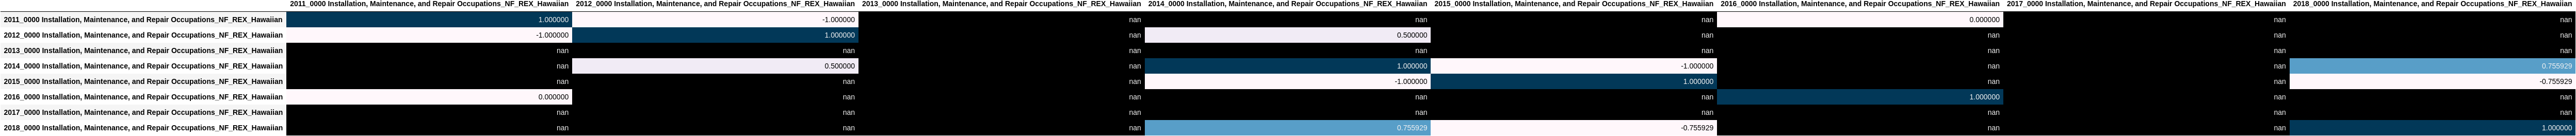 2011_0000 Installation, Maintenance, and Repair Occupations_NF_REX_Hawaiian 2012_0000 Installation, Maintenance, and Repair Occupations_NF_REX_Hawaiian 2013_0000 Installation, Maintenance, and Repair Occupations_NF_REX_Hawaiian 2014_0000 Installation, Maintenance, and Repair Occupations_NF_REX_Hawaiian 2015_0000 Installation, Maintenance, and Repair Occupations_NF_REX_Hawaiian 2016_0000 Installation, Maintenance, and Repair Occupations_NF_REX_Hawaiian 2017_0000 Installation, Maintenance, and Repair Occupations_NF_REX_Hawaiian 2018_0000 Installation, Maintenance, and Repair Occupations_NF_REX_Hawaiian
2011_0000 Installation, Maintenance, and Repair Occupations_NF_REX_Hawaiian 1.000000 -1.000000 nan nan nan 0.000000 nan nan
2012_0000 Installation, Maintenance, and Repair Occupations_NF_REX_Hawaiian -1.000000 1.000000 nan 0.500000 nan nan nan nan
2013_0000 Installation, Maintenance, and Repair Occupations_NF_REX_Hawaiian nan nan nan nan nan nan nan nan
2014_0000 Installation, Maintenance, and Repair Occupations_NF_REX_Hawaiian nan 0.500000 nan 1.000000 -1.000000 nan nan 0.755929
2015_0000 Installation, Maintenance, and Repair Occupations_NF_REX_Hawaiian nan nan nan -1.000000 1.000000 nan nan -0.755929
2016_0000 Installation, Maintenance, and Repair Occupations_NF_REX_Hawaiian 0.000000 nan nan nan nan 1.000000 nan nan
2017_0000 Installation, Maintenance, and Repair Occupations_NF_REX_Hawaiian nan nan nan nan nan nan nan nan
2018_0000 Installation, Maintenance, and Repair Occupations_NF_REX_Hawaiian nan nan nan 0.755929 -0.755929 nan nan 1.000000